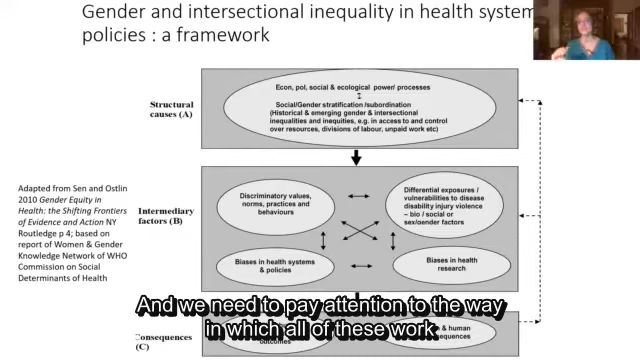 Gender and intersectional inequality in health system
policies : a framework
Structural
causes (A)
Econ, pol, social & ecological power/ processes
Social/Gender stratification /subordination
(Historical & emerging gender & intersectional
inequalities and inequities, e.g. in access to and control
over resources, divisions of labour, unpaid work etc)
Adapted from Sen and Ostlin
2010 Gender Equity in
Health: the Shifting Frontiers
of Evidence and Action NY
Routledge p 4; based on
report of Women & Gender
Knowledge Network of WHO
Commission on Social
Determinants of Health
Intermediary
factors (B)
Discriminatory values,
norms, practices and
behaviours
Differential exposures /
vulnerabilities to disease
disability injury violence
– bio / social or
sex/gender factors
Biases in health systems
& policies
Biases in health
research
Consequences
(C)
outcomes
& human
consequences
And we need to pay attention to the way
in which all of these work